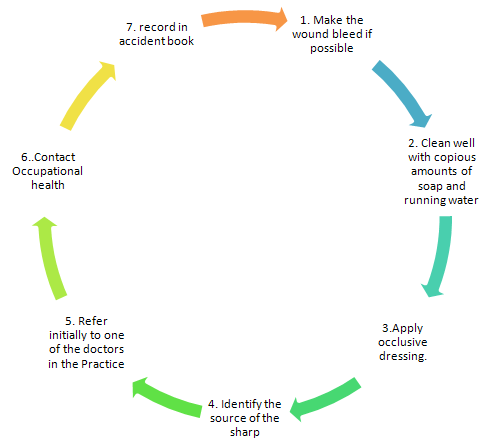 1. Make the
wound bleed if
possible
2. Clean well
with copious
amounts of
soap and
running water
3.Apply
occlusive
dressing.
4. Identify the
source of the
sharp
5. Refer
initially to one
of the doctors
in the Practice
6..Contact
Occupational
health
7. record in
accident book